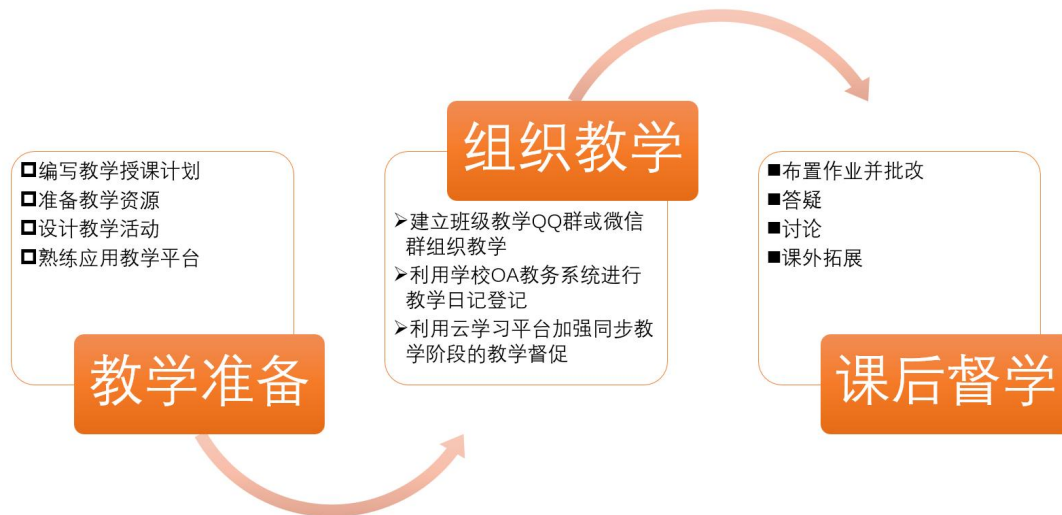 编写教学授课计划
准备教学资源
设计教学活动
熟练应用教学平台
教学准备
组织教学
建立班级教学QQ群或微信
群组织教学
利用学校OA教务系统进行
教学日记登记
利用云学习平台加强同步教
学阶段的教学督促
布置作业并批改
答疑
讨论
课外拓展
课后督学